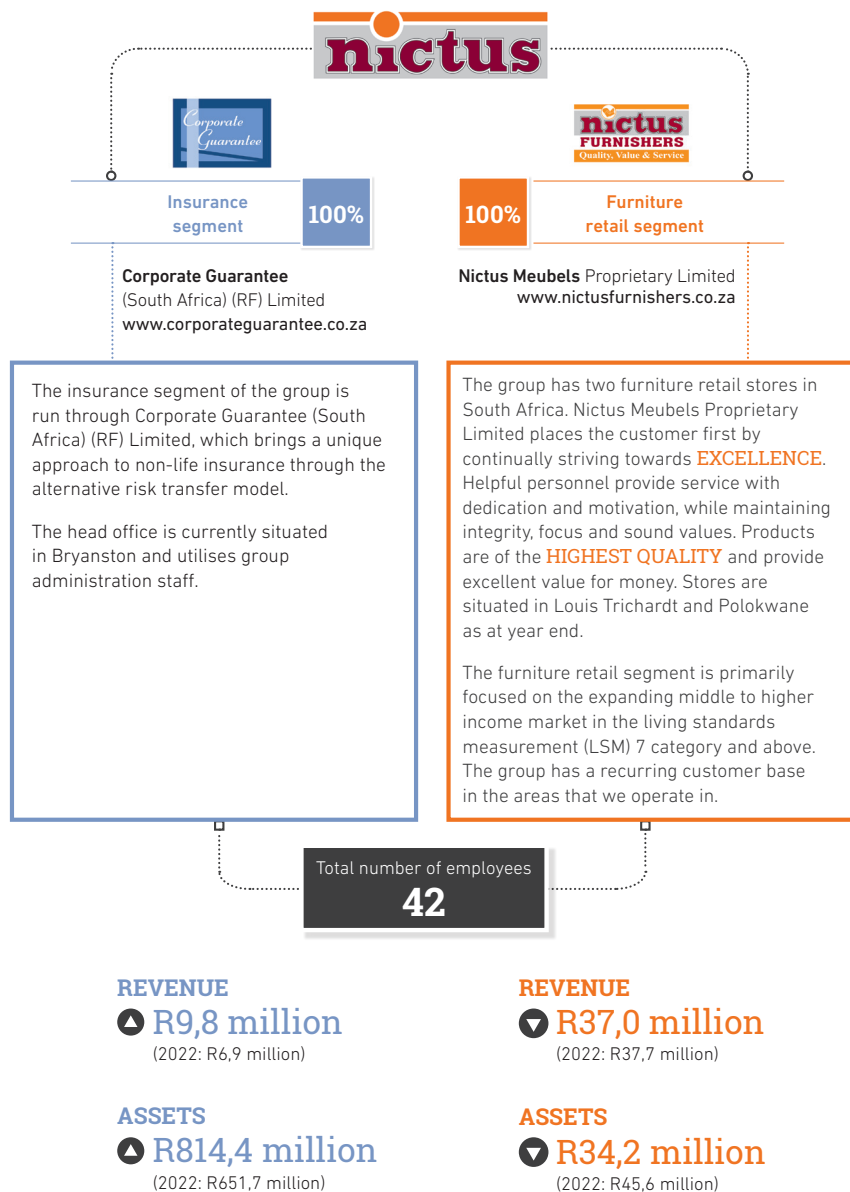 nictus
Corporate
Guarantee
Insurance
segment
100%
Corporate Guarantee
(South Africa) (RF) Limited
www.corporateguarantee.co.za
The insurance segment of the group is
run through Corporate Guarantee (South
Africa) (RF) Limited, which brings a unique
approach to non-life insurance through the
alternative risk transfer model.
The head office is currently situated
in Bryanston and utilises group
administration staff.
nictus
FURNISHERS
Quality, Value & Service
100%
Furniture
retail segment
Nictus Meubels Proprietary Limited
www.nictusfurnishers.co.za
The group has two furniture retail stores in
South Africa. Nictus Meubels Proprietary
Limited places the customer first by
continually striving towards EXCELLENCE.
Helpful personnel provide service with
dedication and motivation, while maintaining
integrity, focus and sound values. Products
are of the HIGHEST QUALITY and provide
excellent value for money. Stores are
situated in Louis Trichardt and Polokwane
as at year end.
The furniture retail segment is primarily
focused on the expanding middle to higher
income market in the living standards
measurement (LSM) 7 category and above.
The group has a recurring customer base
in the areas that we operate in.
Total number of employees
42
REVENUE
R9,8 million
(2022: R6,9 million)
ASSETS
R814,4 million
(2022: R651,7 million)
REVENUE
R37,0 million
(2022: R37,7 million)
ASSETS
R34,2 million
(2022: R45,6 million)